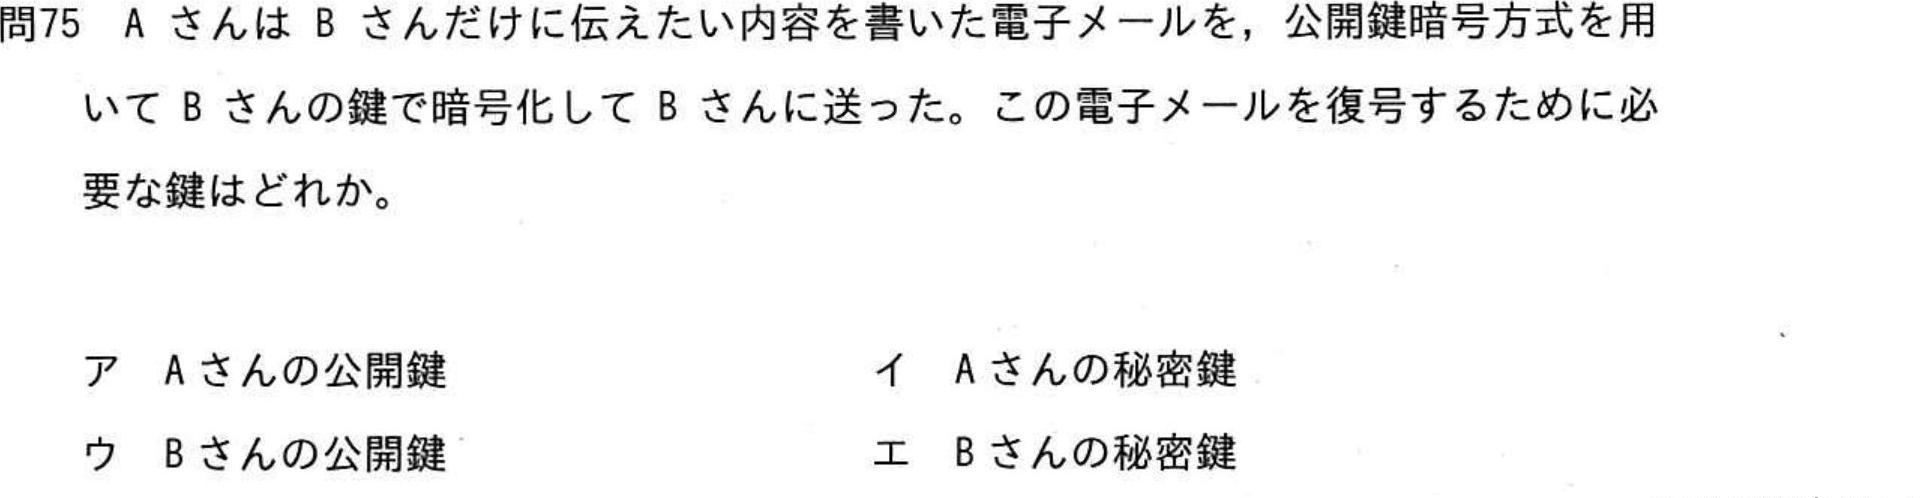 問75 A さんは B さんだけに伝えたい内容を書いた電子メールを，公開鍵暗号方式を用
いて B さんの鍵で暗号化して B さんに送った。この電子メールを復号するために必
要な鍵はどれか。
ア A さんの公開鍵 イ A さんの秘密鍵
ウ B さんの公開鍵 エ B さんの秘密鍵